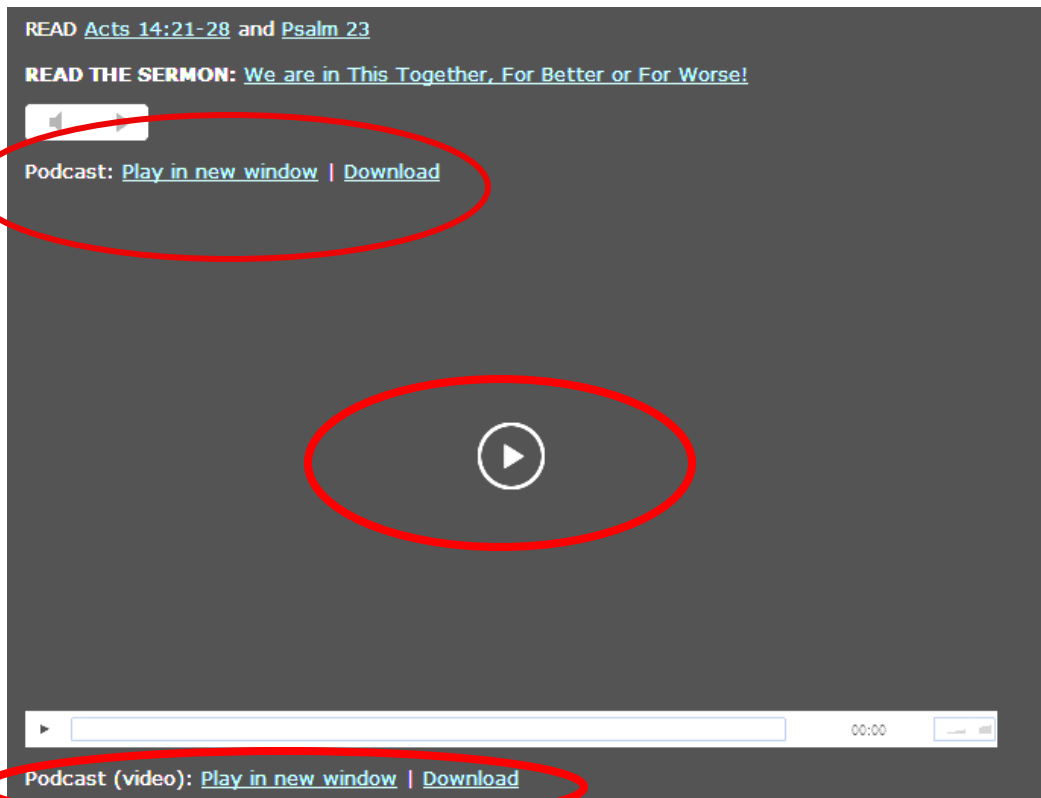 READ Acts 14:21-28 and Psalm 23
READ THE SERMON: We are in This Together, For Better or For Worse!
Podcast: Play in new window | Download
00:00
Podcast (video): Play in new window | Download